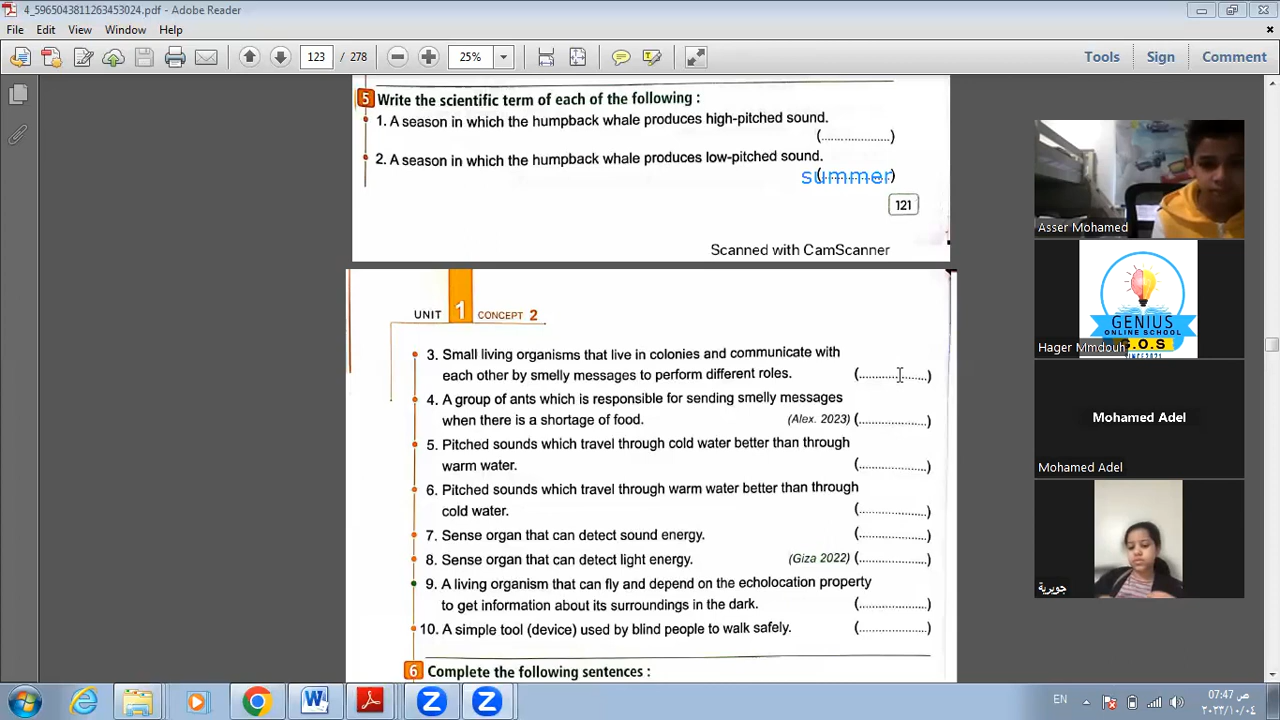 4_5965043811263453024.pdf - Adobe Reader
File Edit View Window Help
123 / 278 25% Tools Sign Comment
5 Write the scientific term of each of the following :
1. A season in which the humpback whale produces high-pitched sound.
(....................)
2. A season in which the humpback whale produces low-pitched sound.
(....................)
summer
121
Scanned with CamScanner
UNIT 1 CONCEPT 2
3. Small living organisms that live in colonies and communicate with
each other by smelly messages to perform different roles. (....................)
4. A group of ants which is responsible for sending smelly messages
when there is a shortage of food. (Alex. 2023) (....................)
5. Pitched sounds which travel through cold water better than through
warm water. (....................)
6. Pitched sounds which travel through warm water better than through
cold water. (....................)
7. Sense organ that can detect sound energy. (....................)
8. Sense organ that can detect light energy. (Giza 2022) (....................)
9. A living organism that can fly and depend on the echolocation property
to get information about its surroundings in the dark. (....................)
10. A simple tool (device) used by blind people to walk safely. (....................)
6 Complete the following sentences :
Asser Mohamed
GENIUS
ONLINE SCHOOL
G.O.S
SINCE 2021
Hager Mmdouh
Mohamed Adel
Mohamed Adel
جويرية
EN
07:47 ص
٢٠٢٣/١٠/٠٤